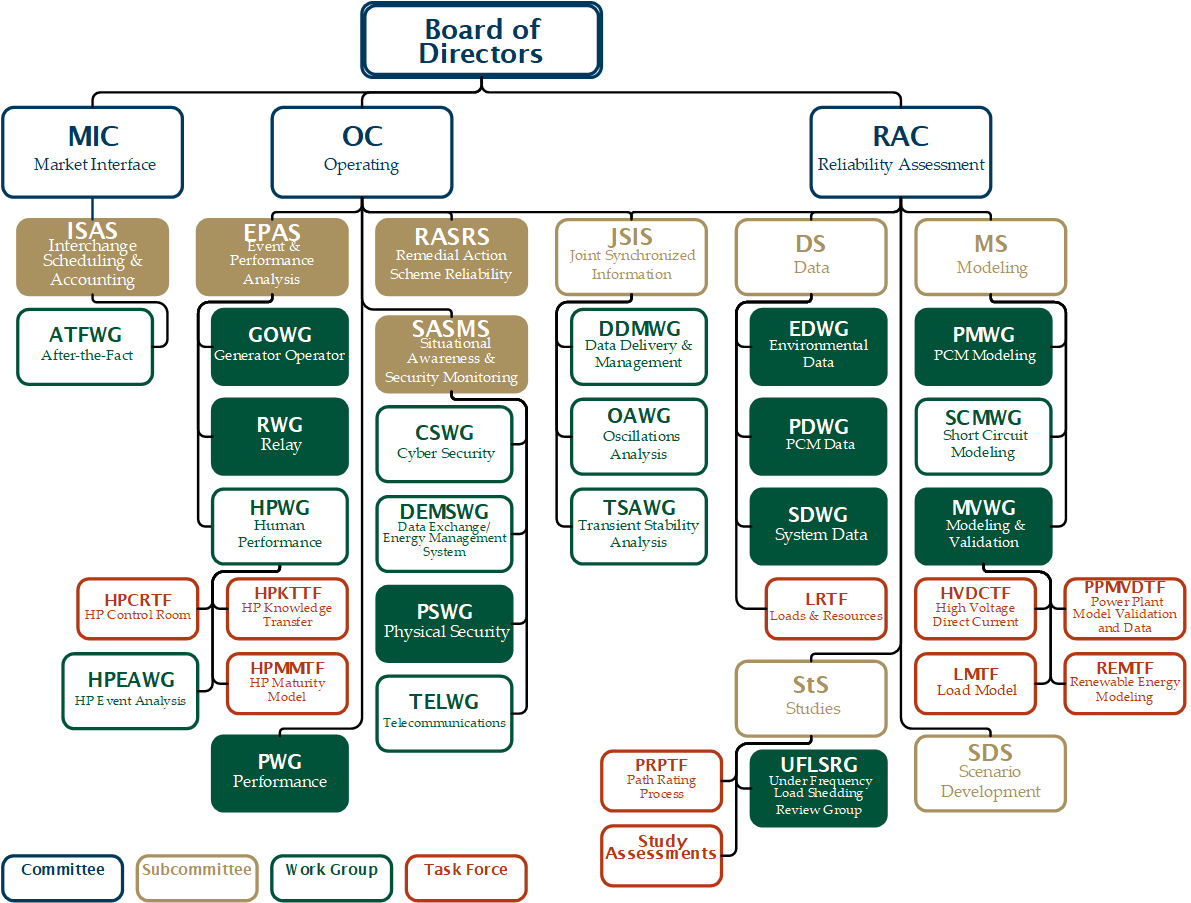 Board of
Directors
MIC
Market Interface
OC
Operating
RAC
Reliability Assessment
ISAS
Interchange
Scheduling &
Accounting
EPAS
Event &
Performance
Analysis
RASRS
Remedial Action
Scheme Reliability
JSIS
Joint Synchronized
Information
DS
Data
MS
Modeling
ATFWG
After-the-Fact
GOWG
Generator Operator
SASMS
Situational
Awareness &
Security Monitoring
DDMWG
Data Delivery &
Management
EDWG
Environmental
Data
PMWG
PCM Modeling
RWG
Relay
CSWG
Cyber Security
OAWG
Oscillations
Analysis
PDWG
PCM Data
SCMWG
Short Circuit
Modeling
HPWG
Human
Performance
DEMSWG
Data Exchange/
Energy Management
System
TSAWG
Transient Stability
Analysis
SDWG
System Data
MVWG
Modeling &
Validation
HPCRTF
HP Control Room
HPKTTF
HP Knowledge
Transfer
PSWG
Physical Security
LRTF
Loads & Resources
HVDCTF
High Voltage
Direct Current
PPMVDTF
Power Plant
Model Validation
and Data
HPEAWG
HP Event Analysis
HPMMTF
HP Maturity
Model
TELWG
Telecommunications
StS
Studies
LMTF
Load Model
REMTF
Renewable Energy
Modeling
PWG
Performance
PRPTF
Path Rating
Process
UFLSRG
Under Frequency
Load Shedding
Review Group
SDS
Scenario
Development
Study
Assessments
Committee
Subcommittee
Work Group
Task Force